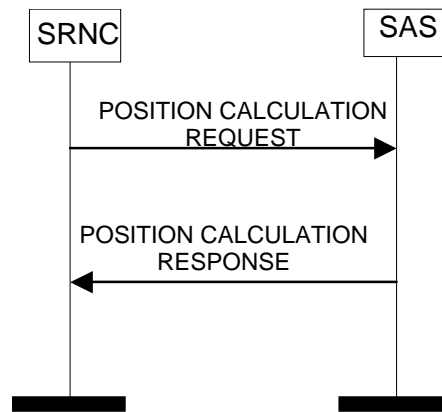 SRNC
SAS
POSITION CALCULATION
REQUEST
POSITION CALCULATION
RESPONSE